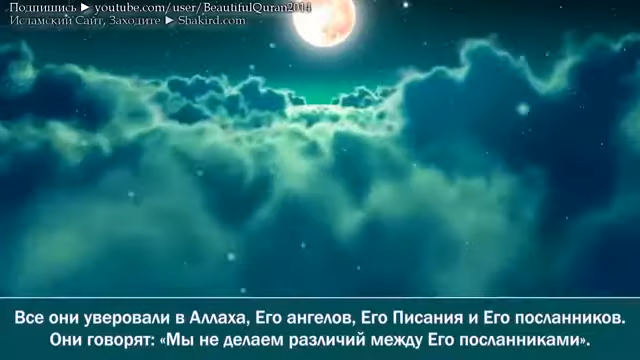 Подпишись ► youtube.com/user/BeautifulQuran2014
Исламский Сайт, Заходите ► Shakird.com
Все они уверовали в Аллаха, Его ангелов, Его Писания и Его посланников.
Они говорят: «Мы не делаем различий между Его посланниками».